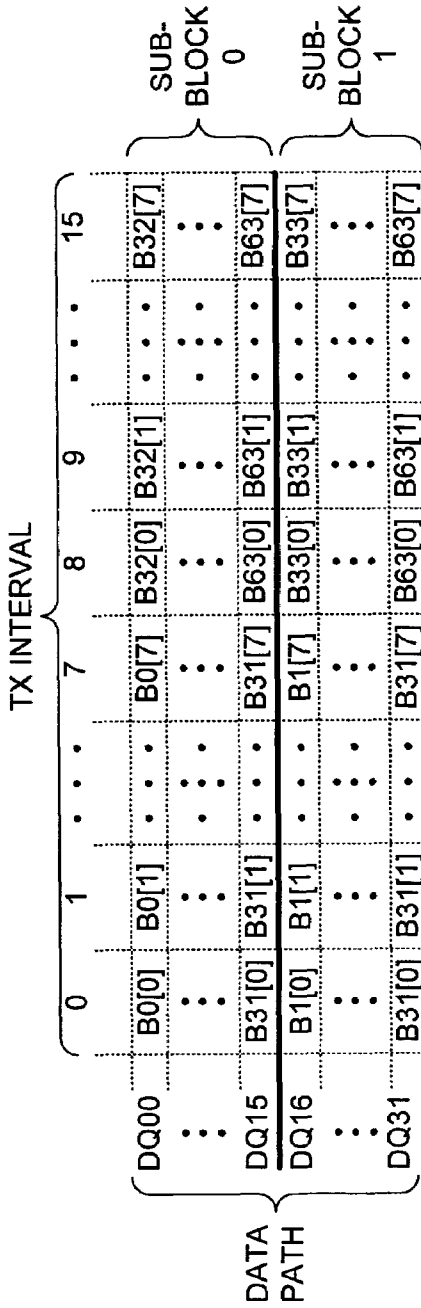 TX INTERVAL
0 1 • • • 7 8 9 • • • 15
DQ00 B0[0] B0[1] • • • B0[7] B32[0] B32[1] • • • B32[7]
DQ15 B31[0] B31[1] • • • B31[7] B63[0] B63[1] • • • B63[7]
DQ16 B1[0] B1[1] • • • B1[7] B33[0] B33[1] • • • B33[7]
DQ31 B31[0] B31[1] • • • B31[7] B63[0] B63[1] • • • B63[7]
DATA
PATH
SUB-
BLOCK
0
SUB-
BLOCK
1